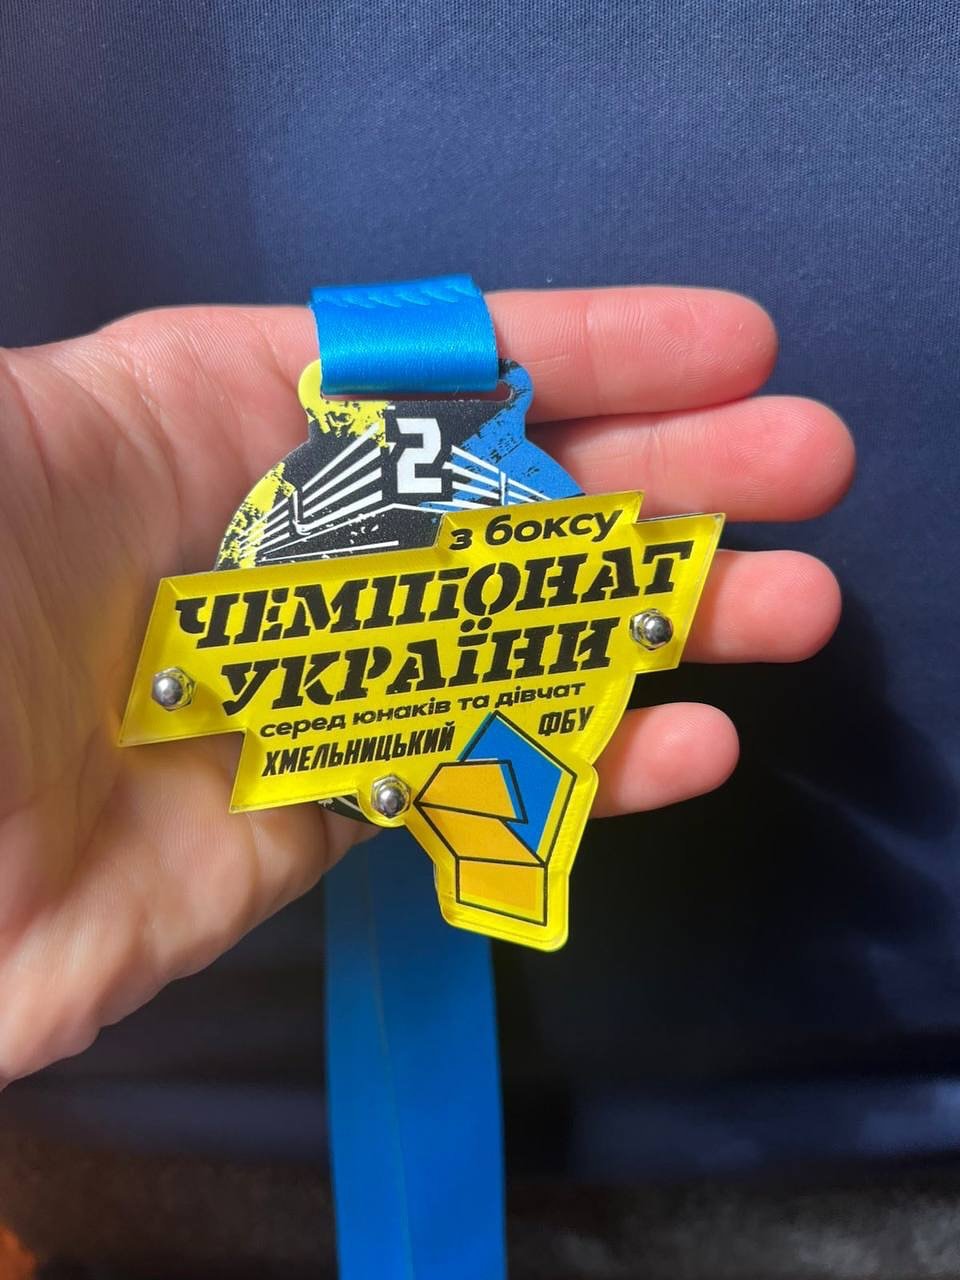 2
з боксу
ЧЕМПІОНАТ
УКРАЇНИ
серед юнаків та дівчат
ХМЕЛЬНИЦЬКИЙ ФБУ